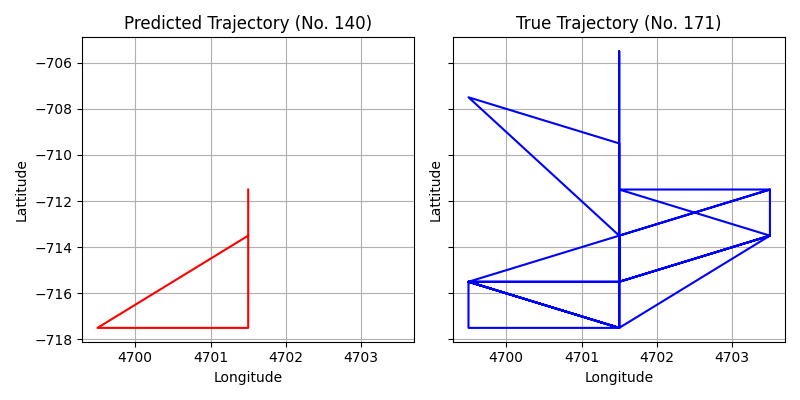 Predicted Trajectory (No. 140)
True Trajectory (No. 171)
−706
−708
−710
−712
−714
−716
−718
Lattitude
Lattitude
4700
4701
4702
4703
4700
4701
4702
4703
Longitude
Longitude